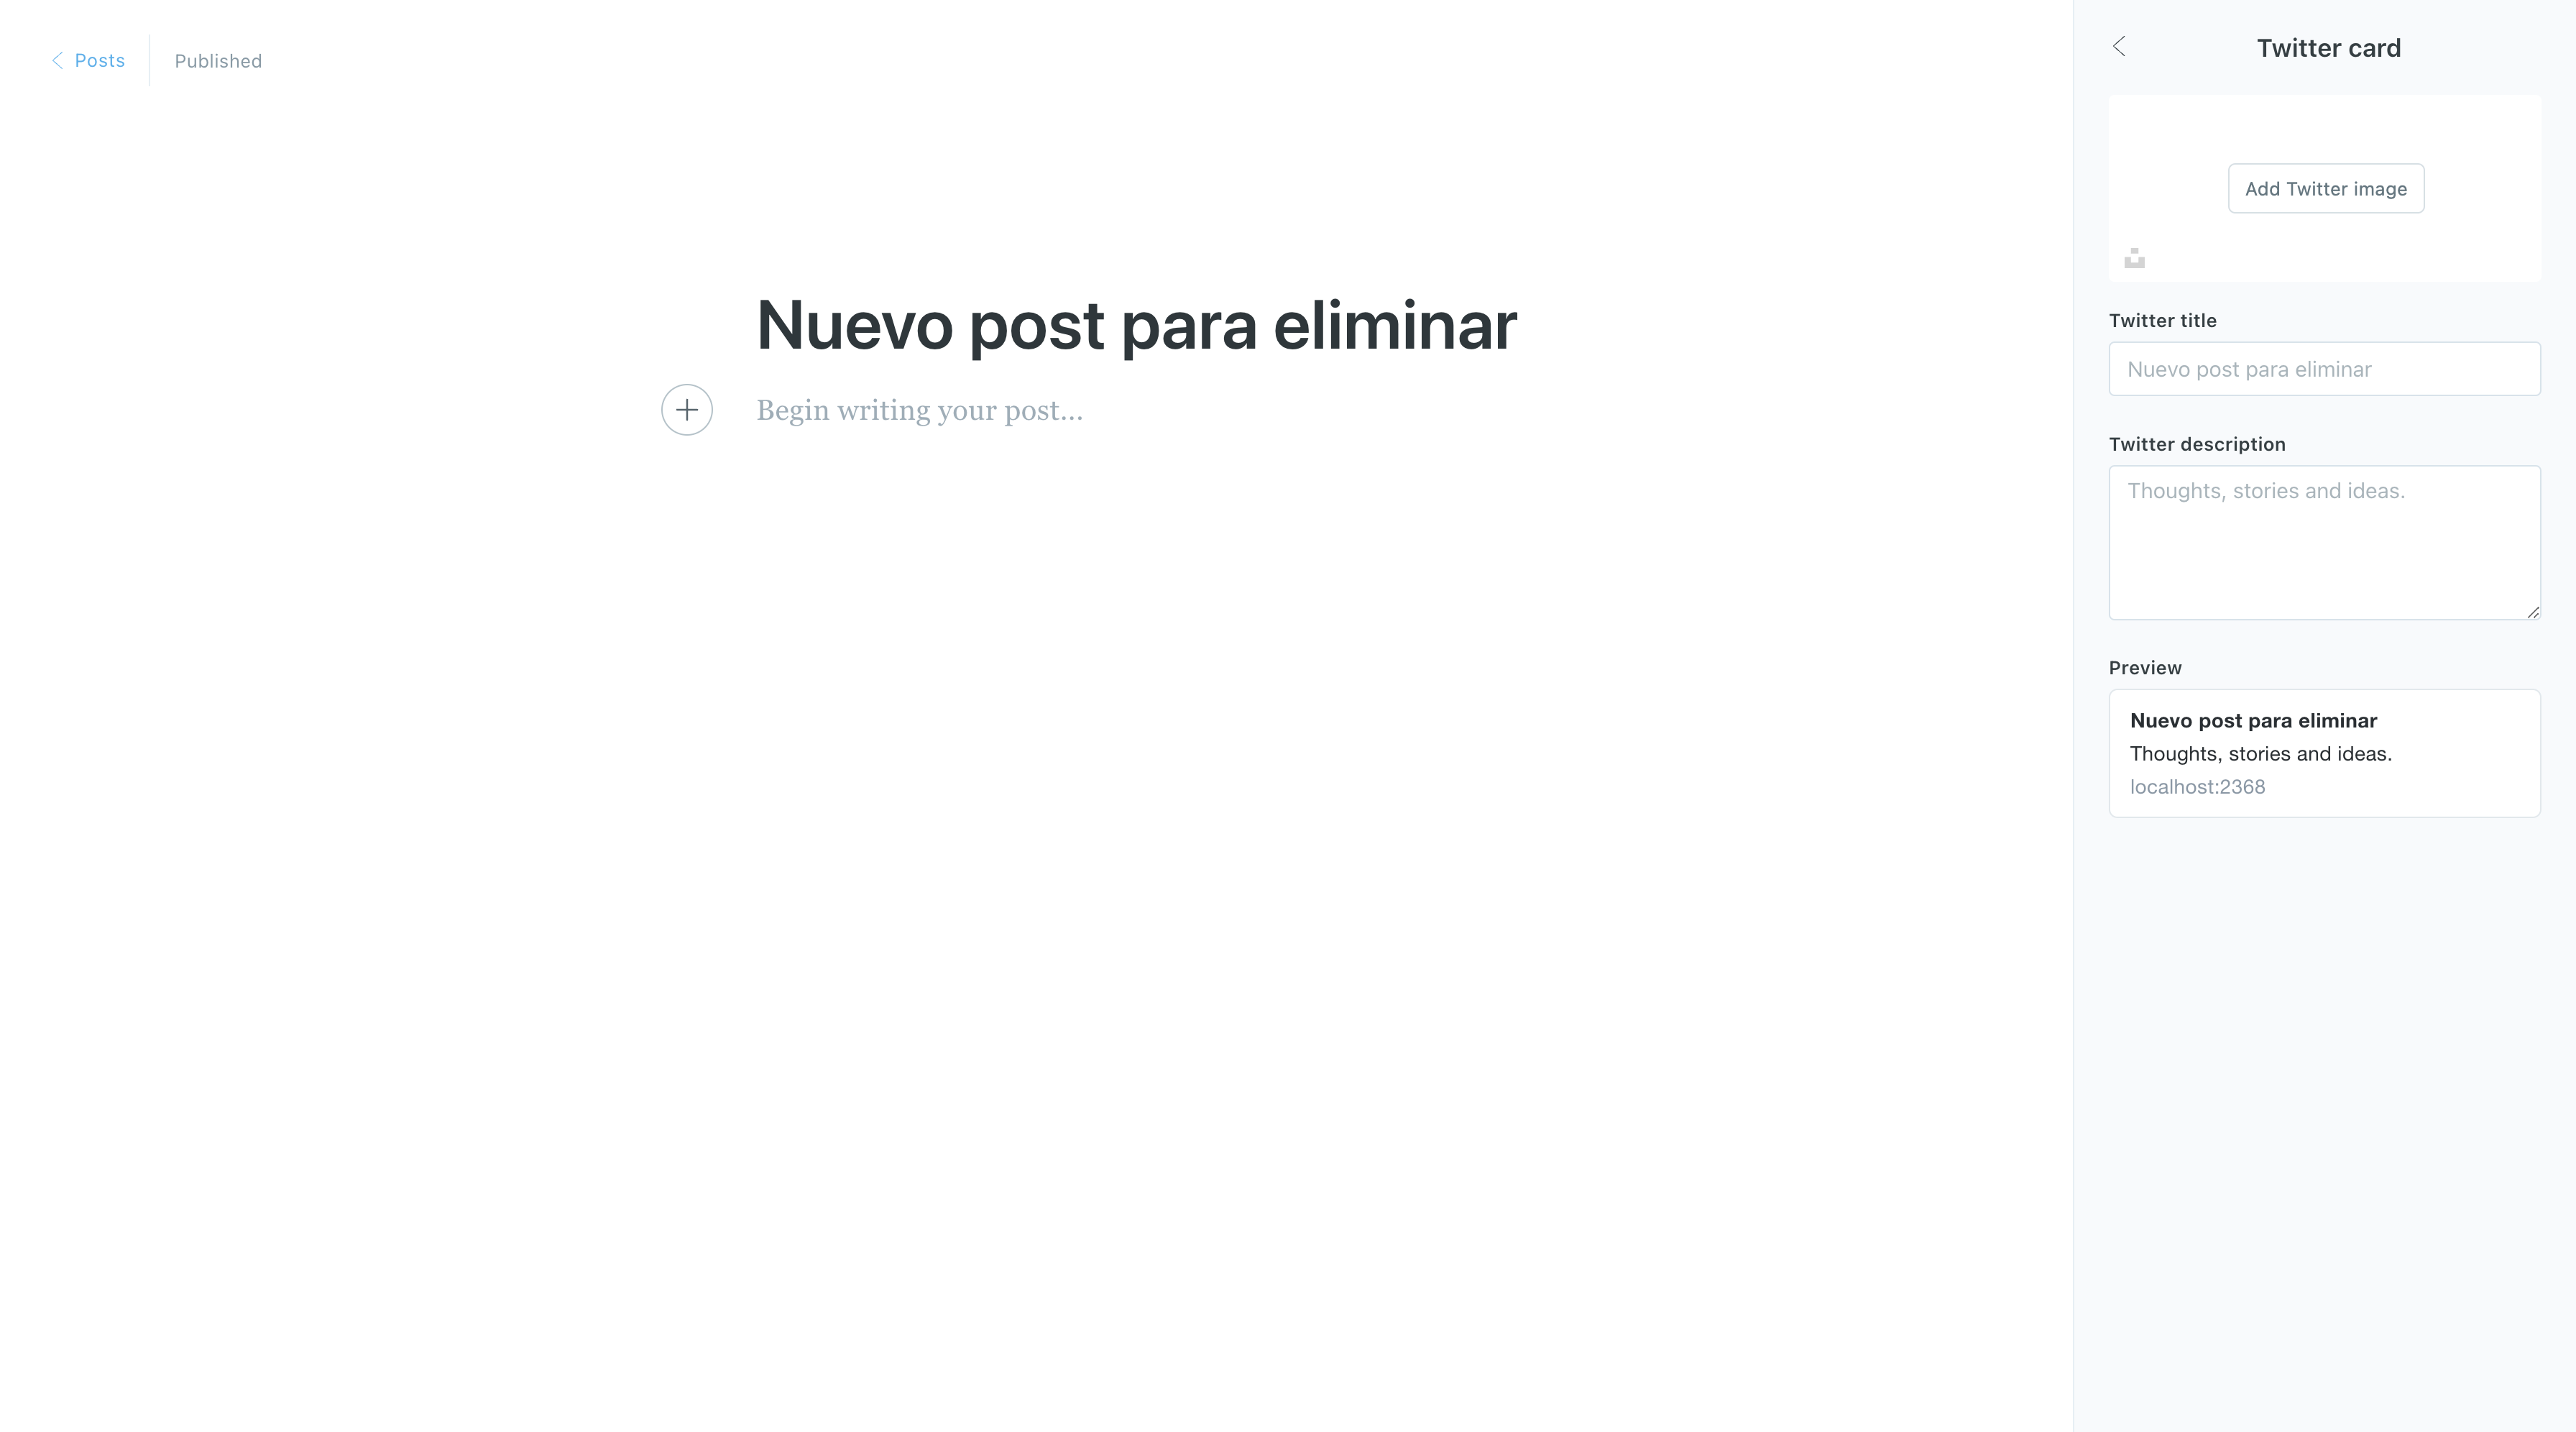 Posts
Published
Nuevo post para eliminar
Begin writing your post...
Twitter card
Add Twitter image
Twitter title
Nuevo post para eliminar
Twitter description
Thoughts, stories and ideas.
Preview
Nuevo post para eliminar
Thoughts, stories and ideas.
localhost:2368